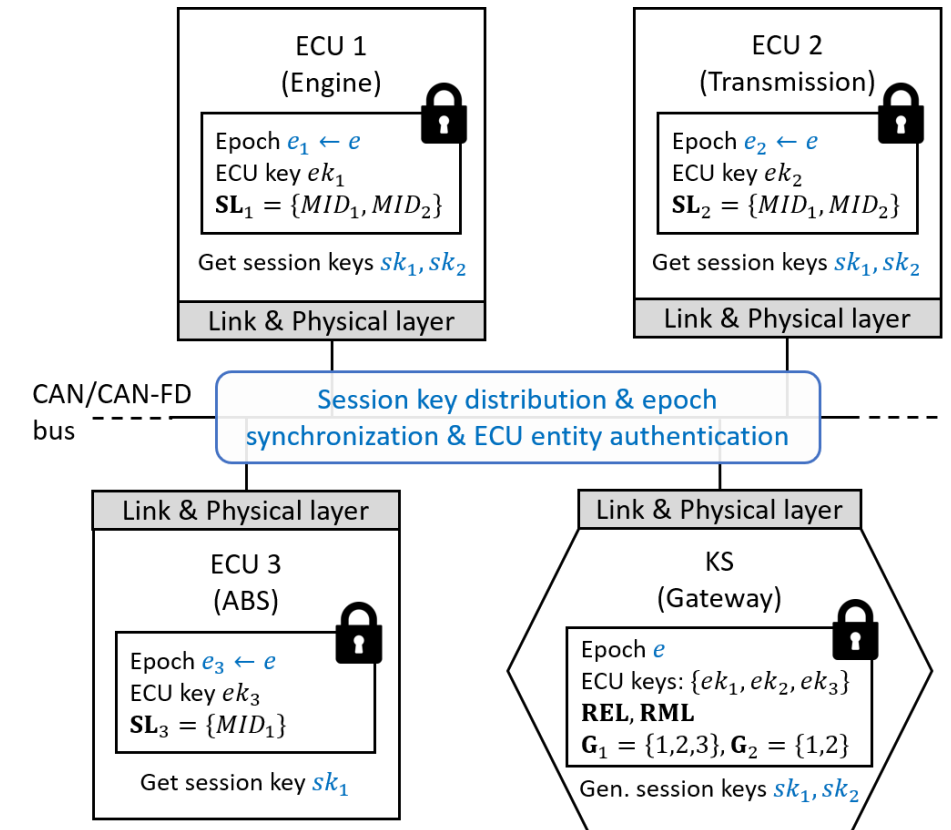 ECU 1
(Engine)
Epoch e₁ ← e
ECU key ek₁
SL₁ = {MID₁, MID₂}
Get session keys sk₁, sk₂
Link & Physical layer
ECU 2
(Transmission)
Epoch e₂ ← e
ECU key ek₂
SL₂ = {MID₁, MID₂}
Get session keys sk₁, sk₂
Link & Physical layer
CAN/CAN-FD
bus
Session key distribution & epoch
synchronization & ECU entity authentication
Link & Physical layer
ECU 3
(ABS)
Epoch e₃ ← e
ECU key ek₃
SL₃ = {MID₁}
Get session key sk₁
Link & Physical layer
KS
(Gateway)
Epoch e
ECU keys: {ek₁, ek₂, ek₃}
REL, RML
G₁ = {1,2,3}, G₂ = {1,2}
Gen. session keys sk₁, sk₂